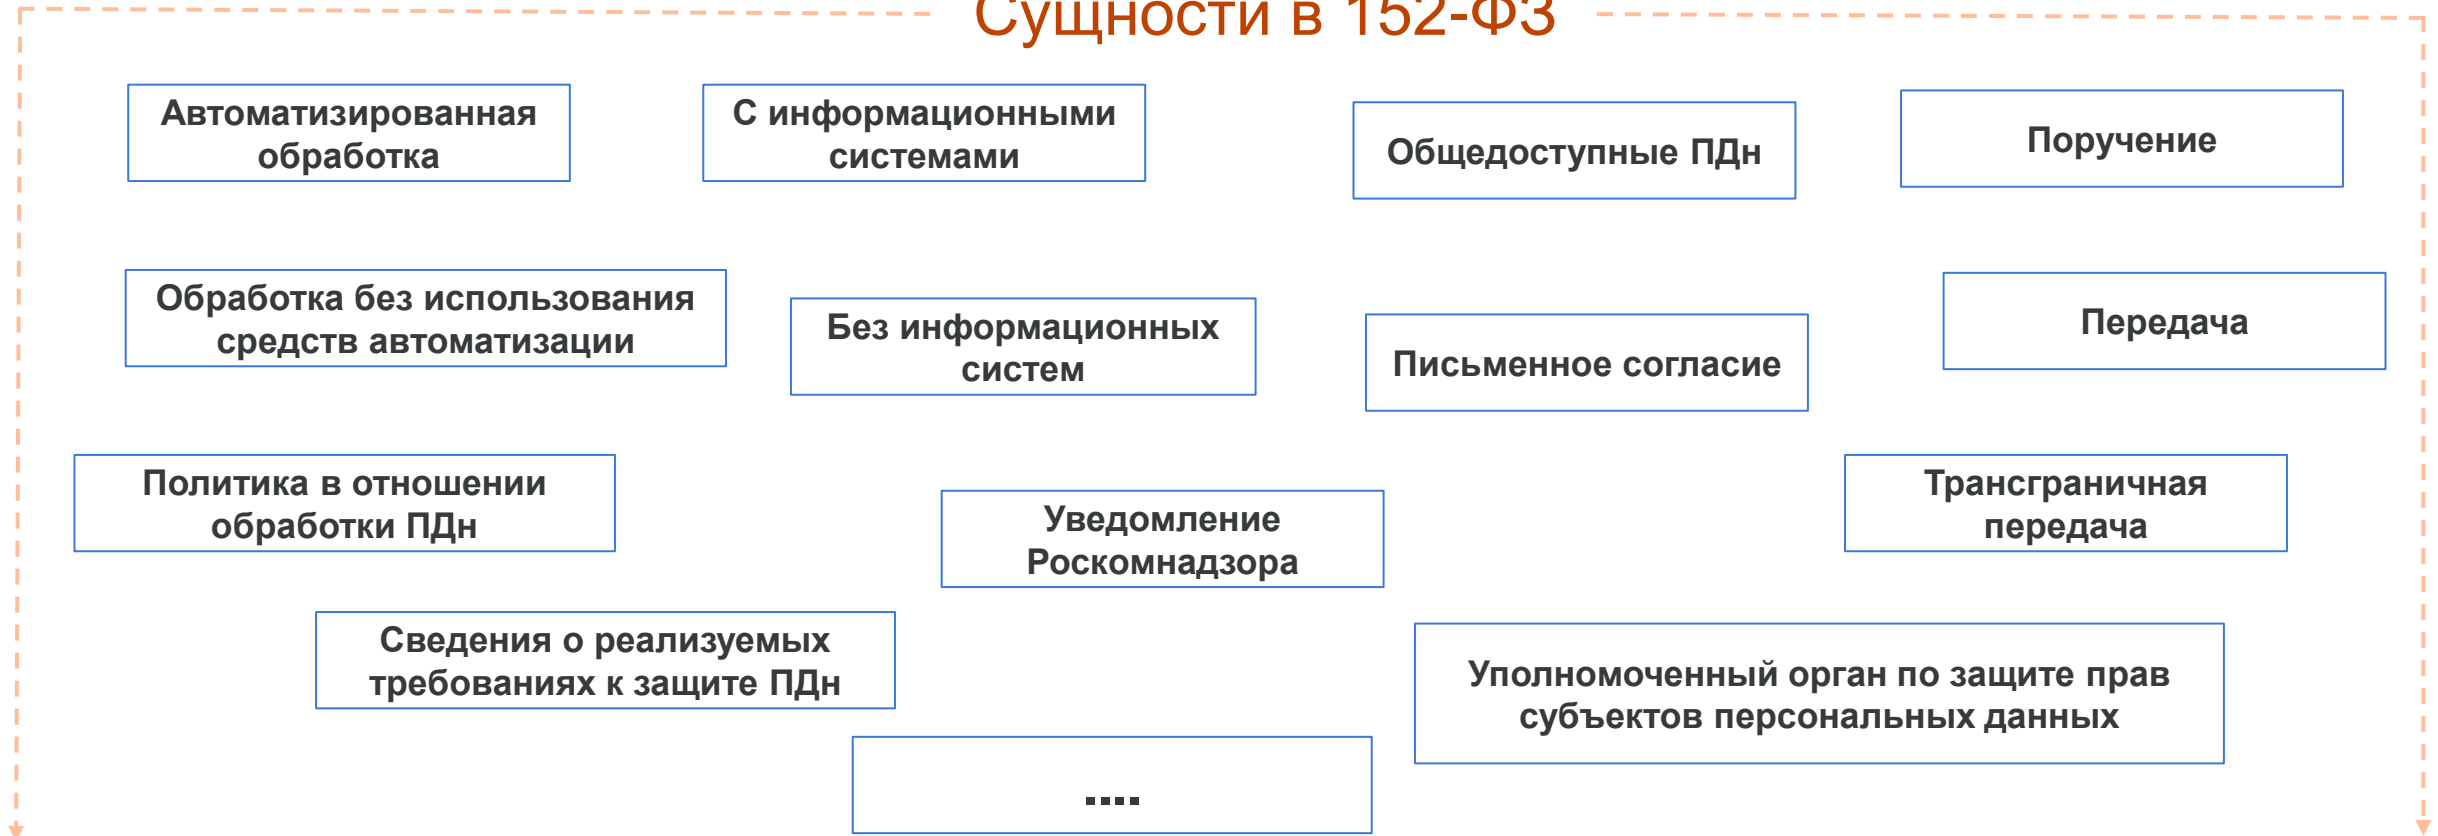 Сущности в 152-ФЗ
Автоматизированная
обработка
С информационными
системами
Общедоступные ПДн
Поручение
Обработка без использования
средств автоматизации
Без информационных
систем
Письменное согласие
Передача
Политика в отношении
обработки ПДн
Уведомление
Роскомнадзора
Трансграничная
передача
Сведения о реализуемых
требованиях к защите ПДн
Уполномоченный орган по защите прав
субъектов персональных данных
....